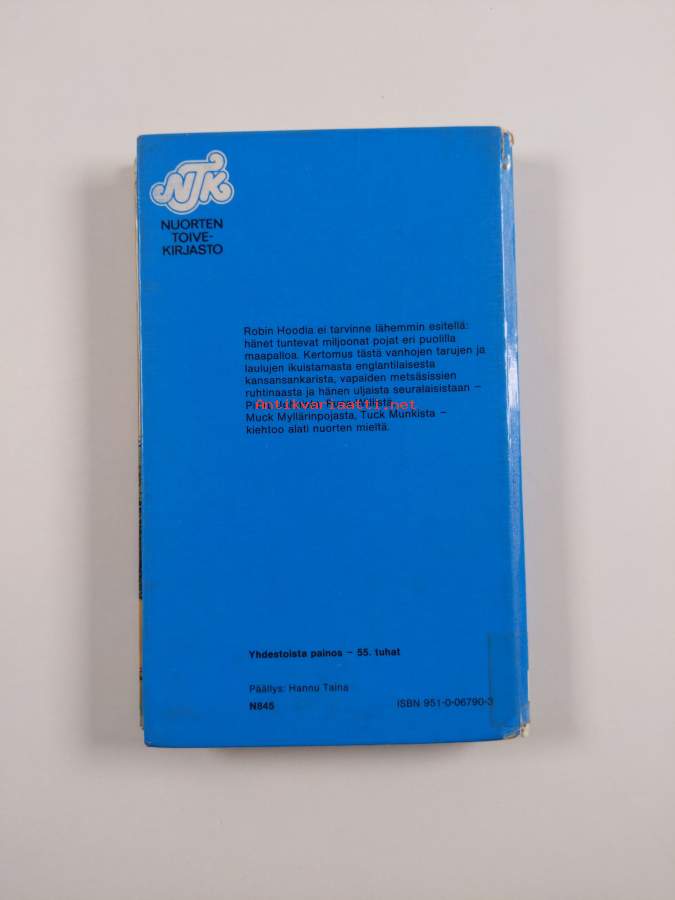 NTK
NUORTEN
TOIVE-
KIRJASTO
Robin Hoodia ei tarvinne lähemmin esitellä:
hänet tuntevat miljoonat pojat eri puolilla
maapalloa. Kertomus tästä vanhojen tarujen ja
laulujen ikuistamasta englantilaisesta
kansansankarista, vapaiden metsäsissien
ruhtinaasta ja hänen uljaista seuralaisistaan –
Antikvariaatti.net
Muck Myllärinpojasta, Tuck Munkista –
kiehtoo alati nuorten mieltä.
Yhdestoista painos – 55. tuhat
Päällys: Hannu Taina
N845
ISBN 951-0-06790-3